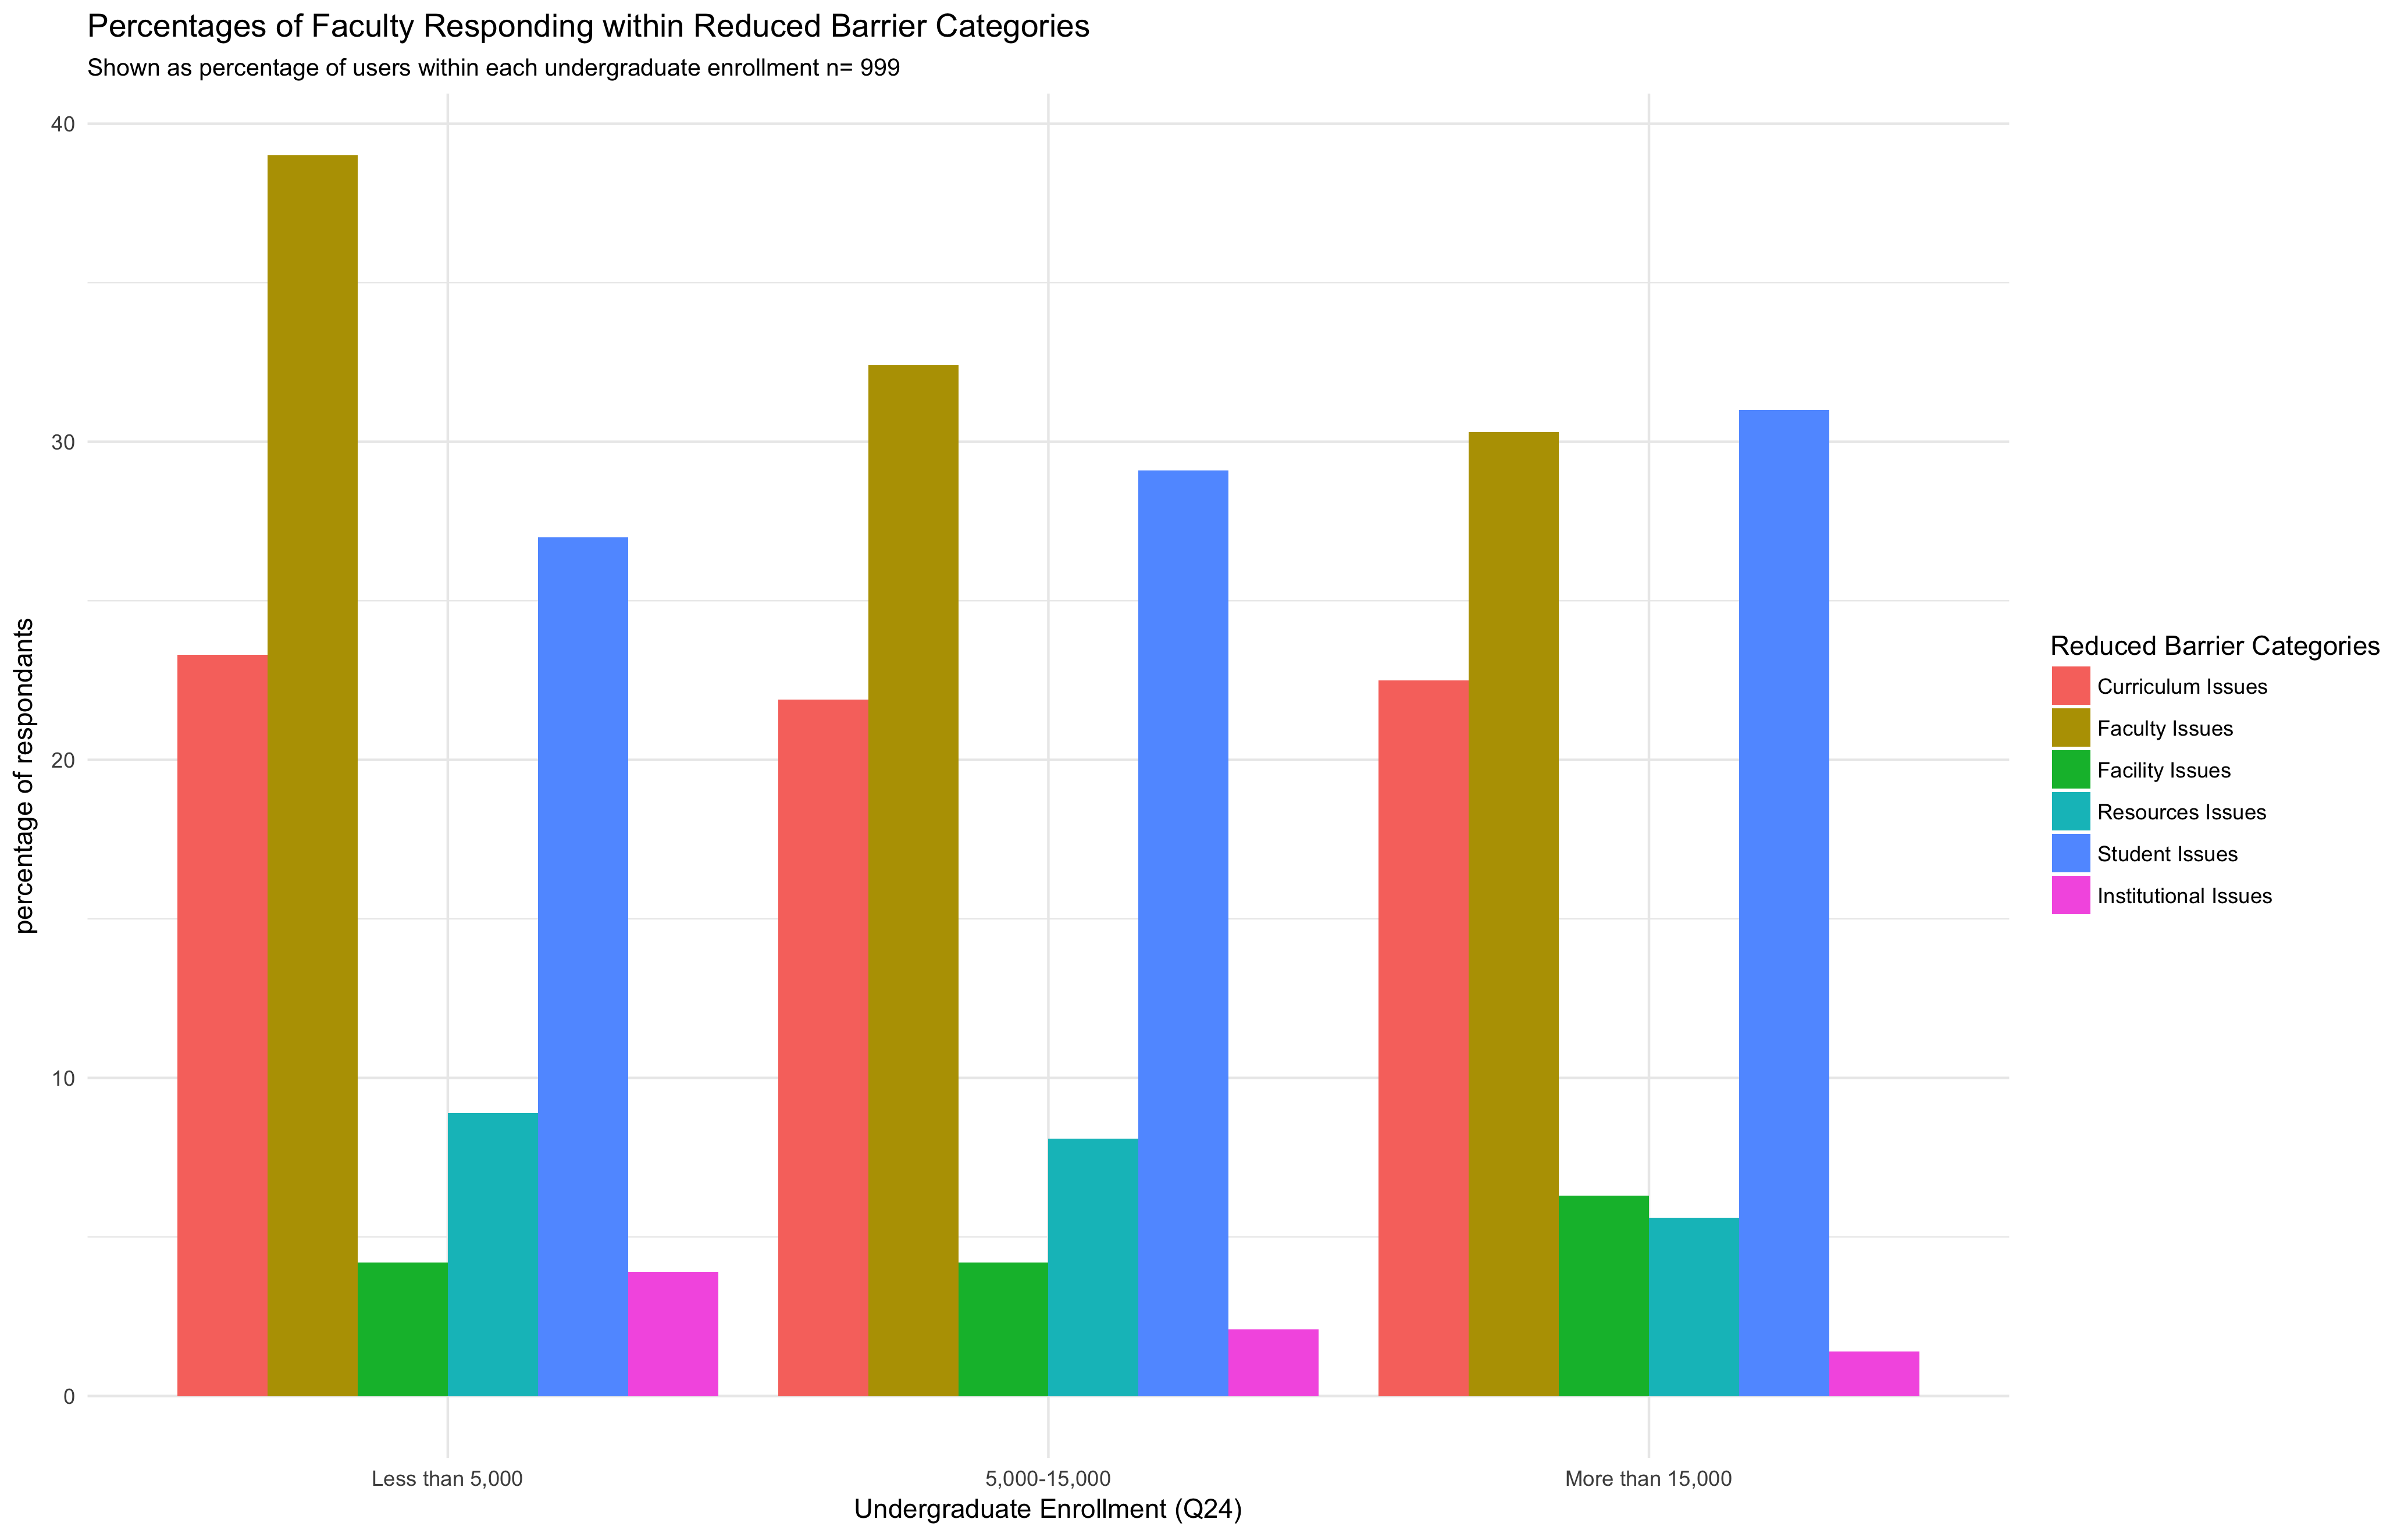 Percentages of Faculty Responding within Reduced Barrier Categories
Shown as percentage of users within each undergraduate enrollment n= 999
percentage of respondants
40
30
20
10
0
Less than 5,000
5,000-15,000
More than 15,000
Undergraduate Enrollment (Q24)
Reduced Barrier Categories
Curriculum Issues
Faculty Issues
Facility Issues
Resources Issues
Student Issues
Institutional Issues